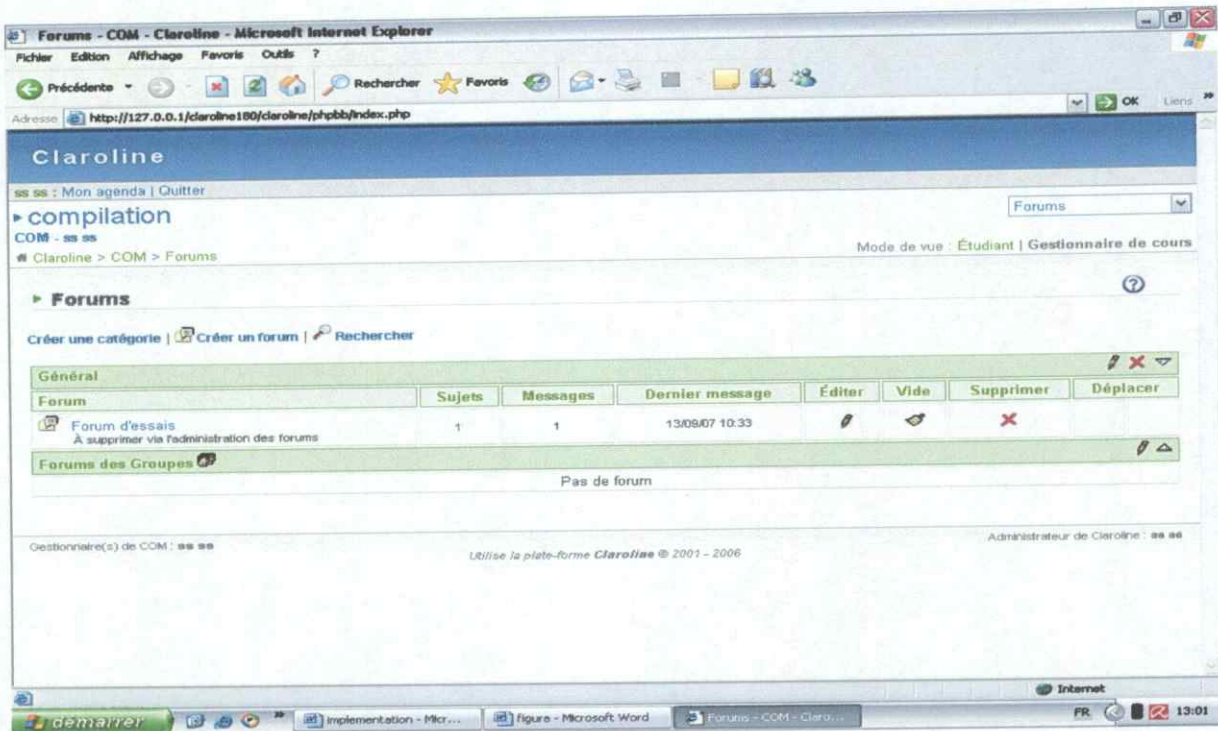 Forums - COM - Claroline - Microsoft Internet Explorer
Fichier Edition Affichage Favoris Outils ?
Précédente Rechercher Favoris
Adresse http://127.0.0.1/claroline180/claroline/phpbb/index.php OK Liens »
Claroline
ss ss : Mon agenda | Quitter
compilation Forums
COM - ss ss
Mode de vue : Étudiant | Gestionnaire de cours
Claroline > COM > Forums
Forums
Créer une catégorie | Créer un forum | Rechercher
Général
Forum Sujets Messages Dernier message Éditer Vide Supprimer Déplacer
Forum d'essais 1 1 13/09/07 10:33
À supprimer via l'administration des forums
Forums des Groupes
Pas de forum
Gestionnaire(s) de COM : ss ss Administrateur de Claroline : ss ss
Utilise la plate-forme Claroline © 2001 - 2006
Internet
démarrer » implementation - Micr... figure - Microsoft Word Forums - COM - Claro... FR 13:01